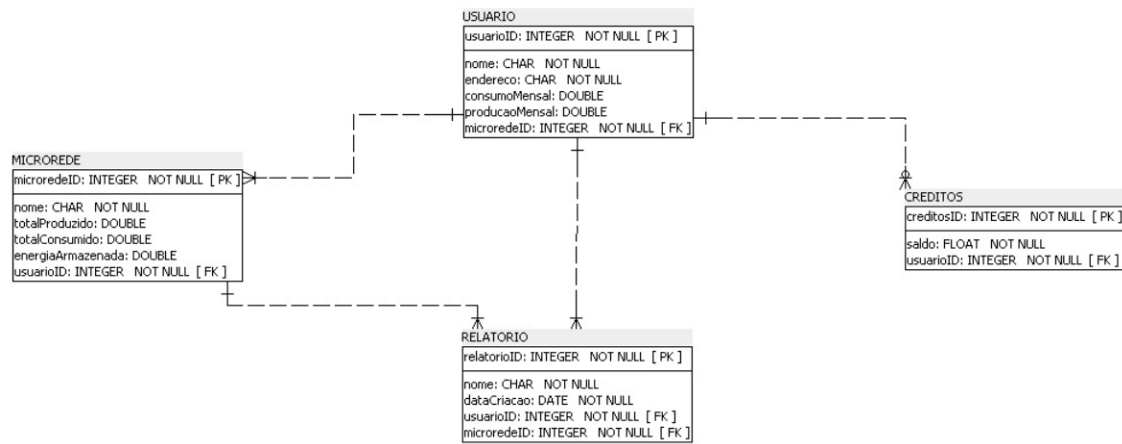 USUARIO
usuarioID: INTEGER NOT NULL [ PK ]
nome: CHAR NOT NULL
endereco: CHAR NOT NULL
consumoMensal: DOUBLE
producaoMensal: DOUBLE
microredeID: INTEGER NOT NULL [ FK ]
MICROREDE
microredeID: INTEGER NOT NULL [ PK ]
nome: CHAR NOT NULL
totalProduzido: DOUBLE
totalConsumido: DOUBLE
energiaArmazenada: DOUBLE
usuarioID: INTEGER NOT NULL [ FK ]
CREDITOS
creditosID: INTEGER NOT NULL [ PK ]
saldo: FLOAT NOT NULL
usuarioID: INTEGER NOT NULL [ FK ]
RELATORIO
relatorioID: INTEGER NOT NULL [ PK ]
nome: CHAR NOT NULL
dataCriacao: DATE NOT NULL
usuarioID: INTEGER NOT NULL [ FK ]
microredeID: INTEGER NOT NULL [ FK ]